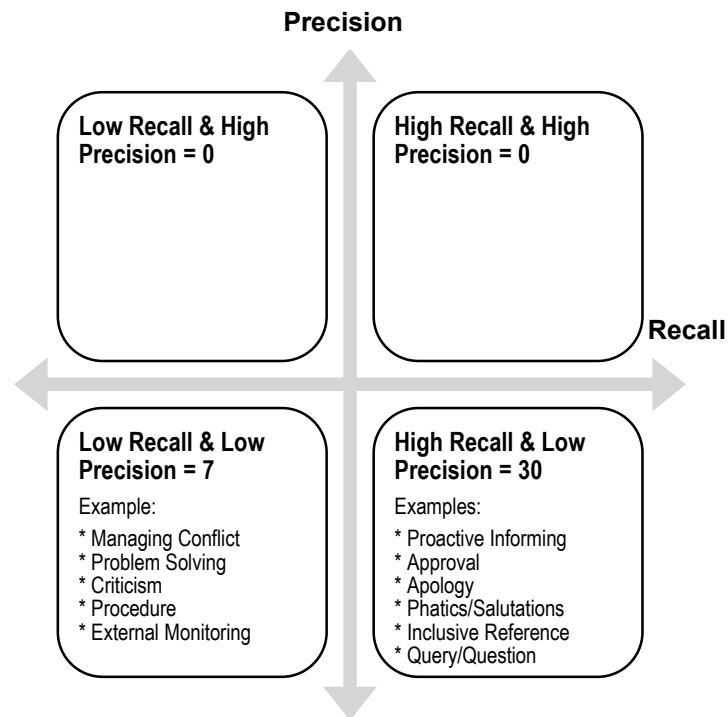 Precision
Low Recall & High
Precision = 0
High Recall & High
Precision = 0
Recall
Low Recall & Low
Precision = 7
Example:
* Managing Conflict
* Problem Solving
* Criticism
* Procedure
* External Monitoring
High Recall & Low
Precision = 30
Examples:
* Proactive Informing
* Approval
* Apology
* Phatics/Salutations
* Inclusive Reference
* Query/Question